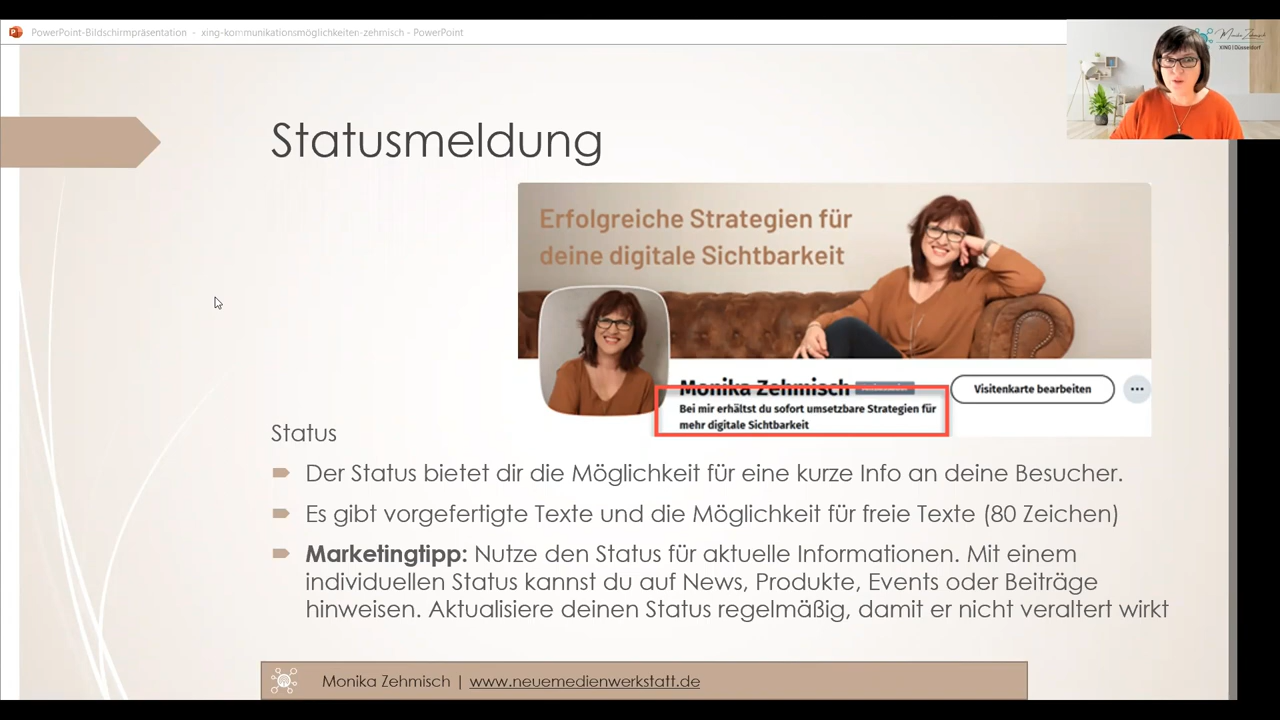 PowerPoint-Bildschirmpräsentation - xing-kommunikationsmöglichkeiten-zehmisch - PowerPoint
Monika Zehmisch
XING | Düsseldorf
Statusmeldung
Erfolgreiche Strategien für
deine digitale Sichtbarkeit
Monika Zehmisch
Visitenkarte bearbeiten
Bei mir erhältst du sofort umsetzbare Strategien für
mehr digitale Sichtbarkeit
Status
Der Status bietet dir die Möglichkeit für eine kurze Info an deine Besucher.
Es gibt vorgefertigte Texte und die Möglichkeit für freie Texte (80 Zeichen)
Marketingtipp: Nutze den Status für aktuelle Informationen. Mit einem
individuellen Status kannst du auf News, Produkte, Events oder Beiträge
hinweisen. Aktualisiere deinen Status regelmäßig, damit er nicht veraltert wirkt
Monika Zehmisch | www.neuemedienwerkstatt.de